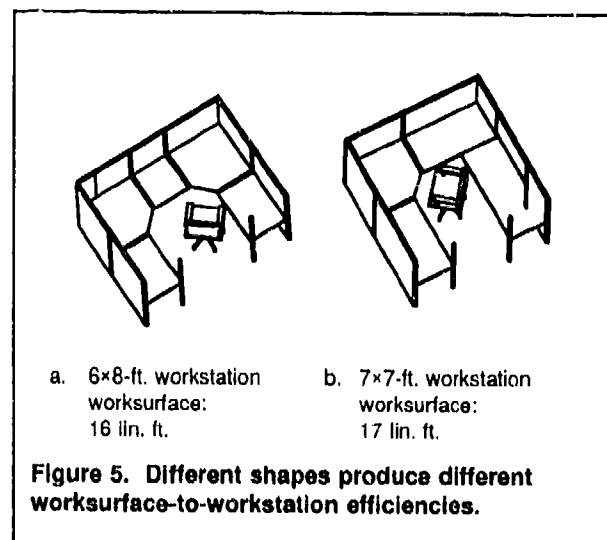 a. 6×8-ft. workstation
worksurface:
16 lin. ft.
b. 7×7-ft. workstation
worksurface:
17 lin. ft.
Figure 5. Different shapes produce different
worksurface-to-workstation efficiencies.